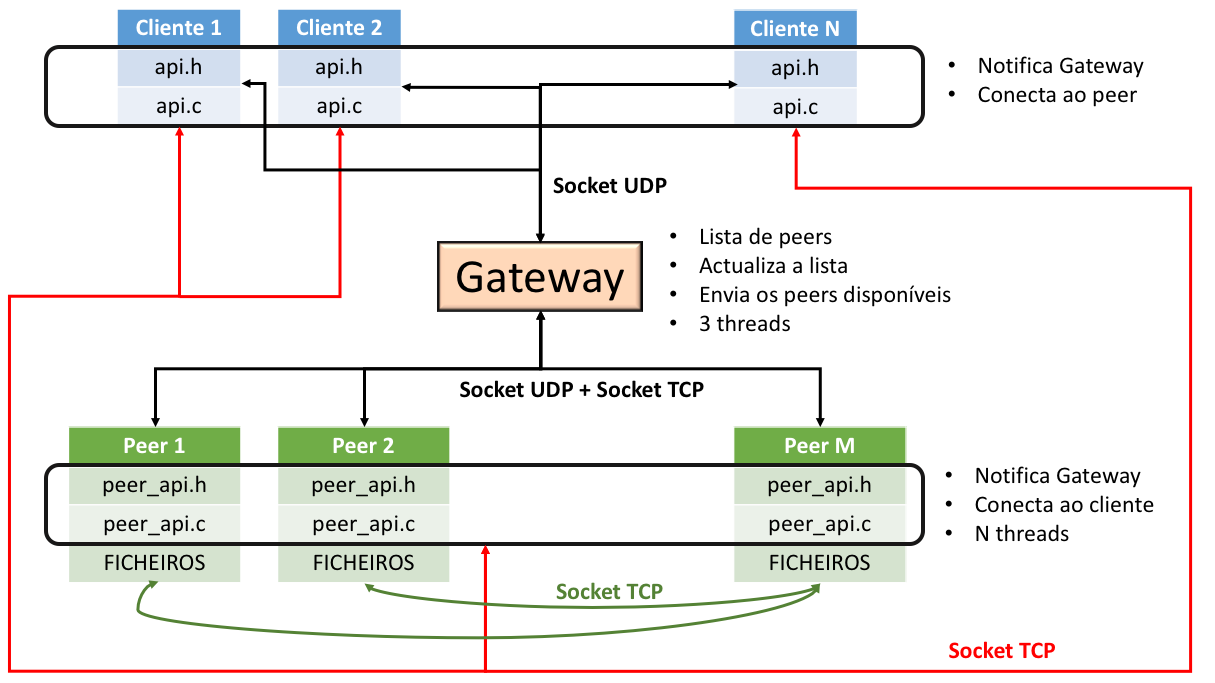 Cliente 1
Cliente 2
Cliente N
api.h
api.h
api.h
api.c
api.c
api.c
• Notifica Gateway
• Conecta ao peer
Socket UDP
Gateway
• Lista de peers
• Actualiza a lista
• Envia os peers disponíveis
• 3 threads
Socket UDP + Socket TCP
Peer 1
Peer 2
Peer M
peer_api.h
peer_api.h
peer_api.h
peer_api.c
peer_api.c
peer_api.c
FICHEIROS
FICHEIROS
FICHEIROS
• Notifica Gateway
• Conecta ao cliente
• N threads
Socket TCP
Socket TCP